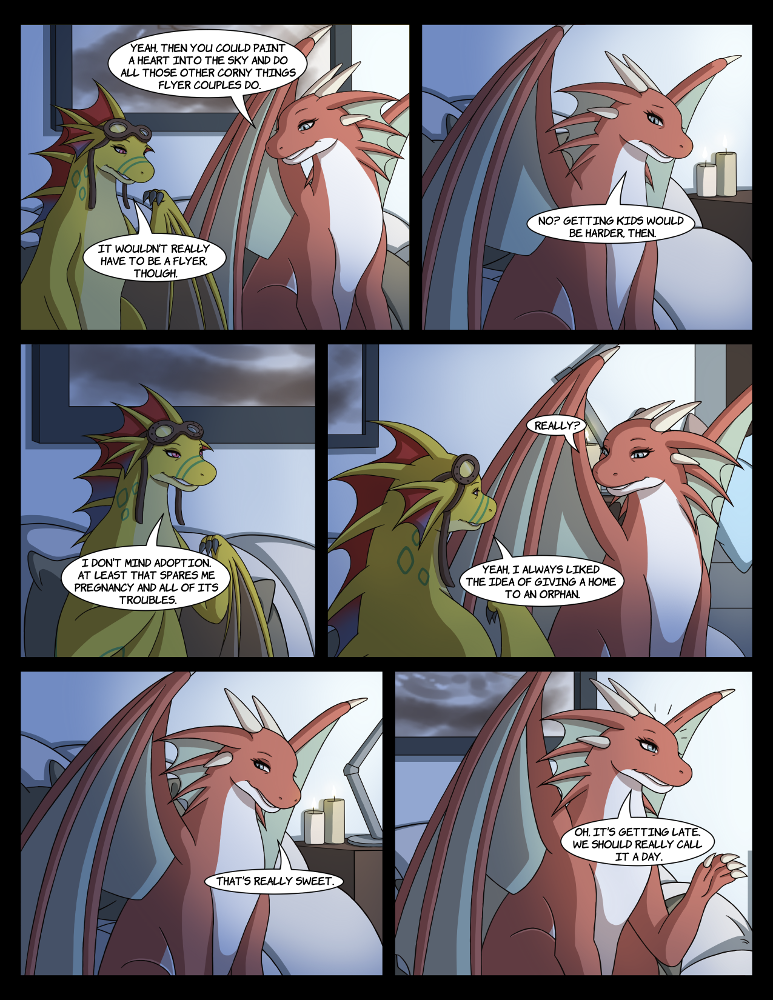 YEAH, THEN YOU COULD PAINT
A HEART INTO THE SKY AND DO
ALL THOSE OTHER CORNY THINGS
FLYER COUPLES DO.
IT WOULDN'T REALLY
HAVE TO BE A FLYER,
THOUGH.
NO? GETTING KIDS WOULD
BE HARDER, THEN.
I DON'T MIND ADOPTION.
AT LEAST THAT SPARES ME
PREGNANCY AND ALL OF ITS
TROUBLES.
REALLY?
YEAH, I ALWAYS LIKED
THE IDEA OF GIVING A HOME
TO AN ORPHAN.
THAT'S REALLY SWEET.
OH, IT'S GETTING LATE.
WE SHOULD REALLY CALL
IT A DAY.